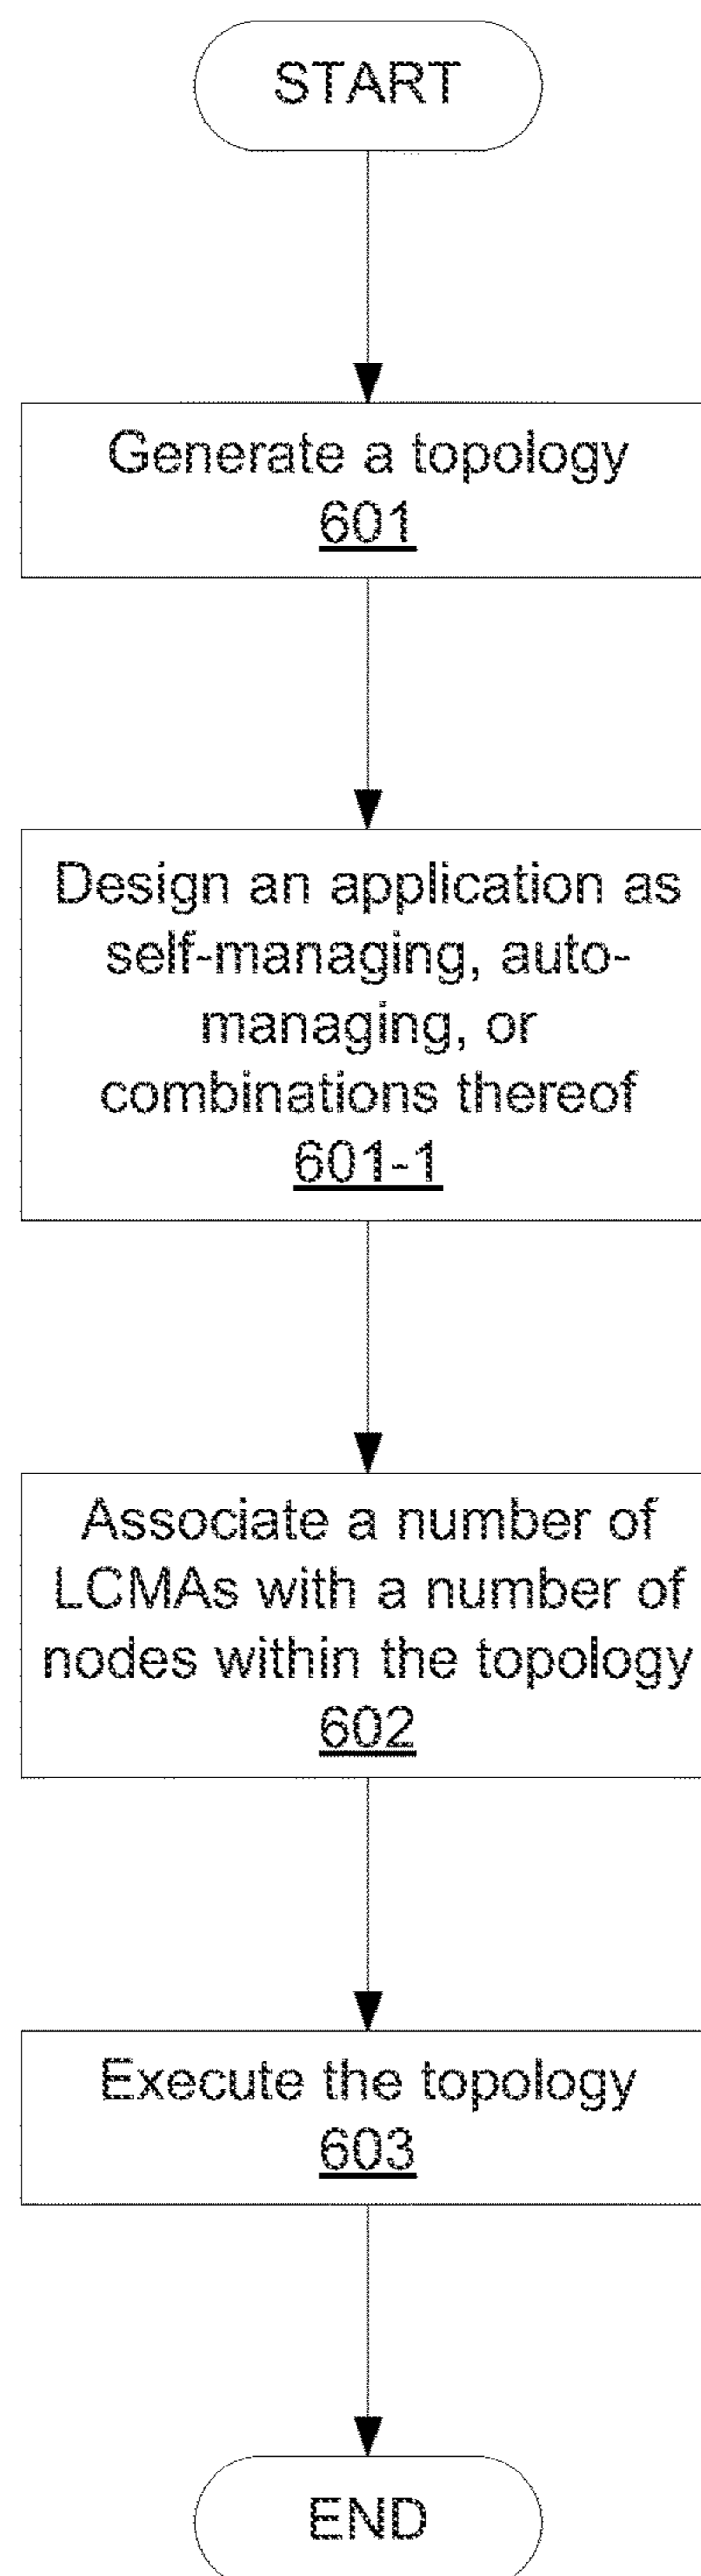 START
Generate a topology
601
Design an application as
self-managing, auto-
managing, or
combinations thereof
601-1
Associate a number of
LCMAs with a number of
nodes within the topology
602
Execute the topology
603
END